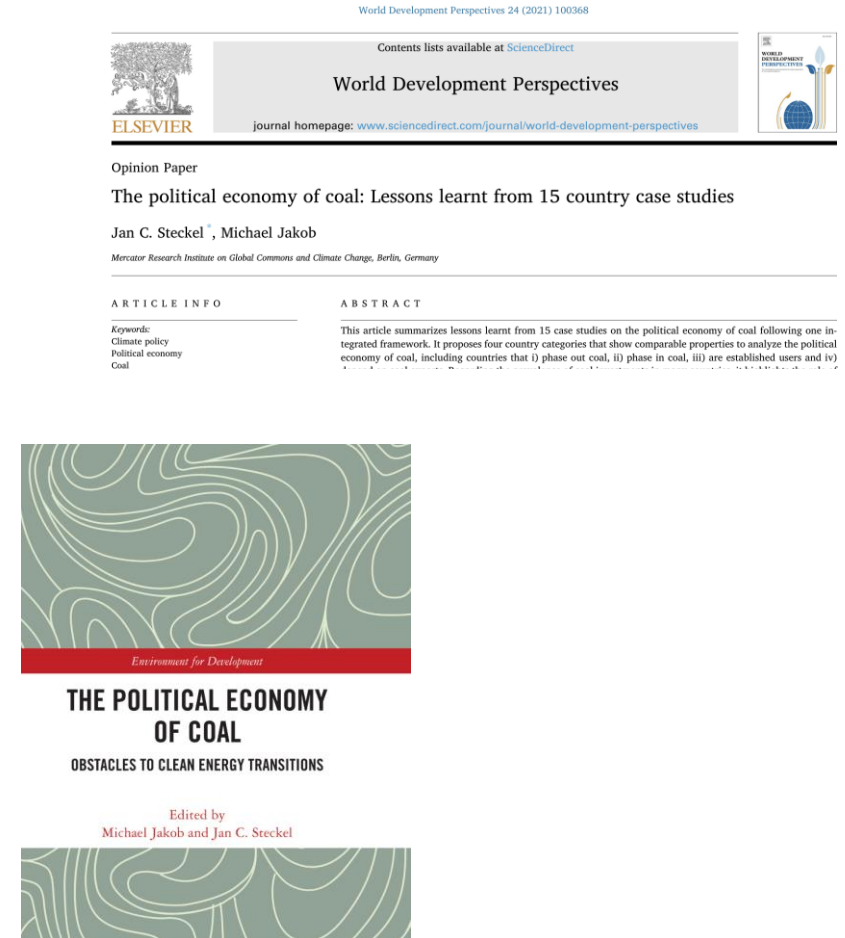 World Development Perspectives 24 (2021) 100368
Contents lists available at ScienceDirect
World Development Perspectives
journal homepage: www.sciencedirect.com/journal/world-development-perspectives
ELSEVIER
WORLD
DEVELOPMENT
PERSPECTIVES
Opinion Paper
The political economy of coal: Lessons learnt from 15 country case studies
Jan C. Steckel *, Michael Jakob
Mercator Research Institute on Global Commons and Climate Change, Berlin, Germany
ARTICLE INFO
Keywords:
Climate policy
Political economy
Coal
ABSTRACT
This article summarizes lessons learnt from 15 case studies on the political economy of coal following one in-
tegrated framework. It proposes four country categories that show comparable properties to analyze the political
economy of coal, including countries that i) phase out coal, ii) phase in coal, iii) are established users and iv)
Environment for Development
THE POLITICAL ECONOMY
OF COAL
OBSTACLES TO CLEAN ENERGY TRANSITIONS
Edited by
Michael Jakob and Jan C. Steckel